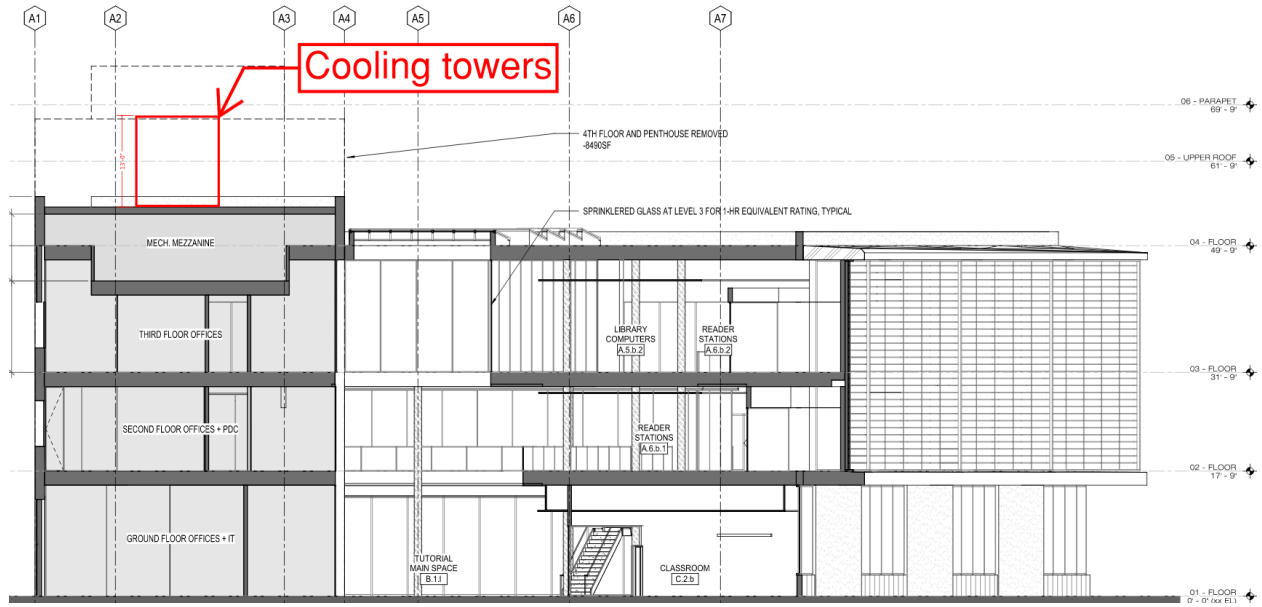 A1
A2
A3
A4
A5
A6
A7
Cooling towers
06 - PARAPET
69' - 9"
13'-0"
4TH FLOOR AND PENTHOUSE REMOVED
-8490SF
05 - UPPER ROOF
61' - 9"
SPRINKLERED GLASS AT LEVEL 3 FOR 1-HR EQUIVALENT RATING, TYPICAL
MECH. MEZZANINE
04 - FLOOR
49' - 9"
THIRD FLOOR OFFICES
LIBRARY
COMPUTERS
A.5.b.2
READER
STATIONS
A.6.b.2
03 - FLOOR
31' - 9"
SECOND FLOOR OFFICES + PDC
READER
STATIONS
A.6.b.1
02 - FLOOR
17' - 9"
GROUND FLOOR OFFICES + IT
TUTORIAL
MAIN SPACE
B.1.l
CLASSROOM
C.2.b
01 - FLOOR
0' - 0" (xx EL)